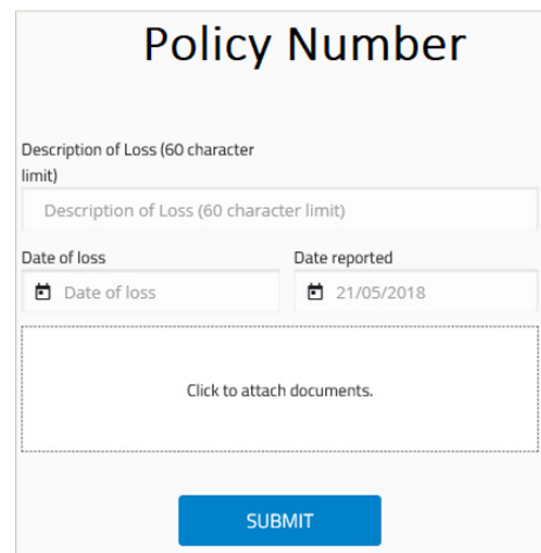 Policy Number
Description of Loss (60 character
limit)
Description of Loss (60 character limit)
Date of loss
Date reported
Date of loss
21/05/2018
Click to attach documents.
SUBMIT